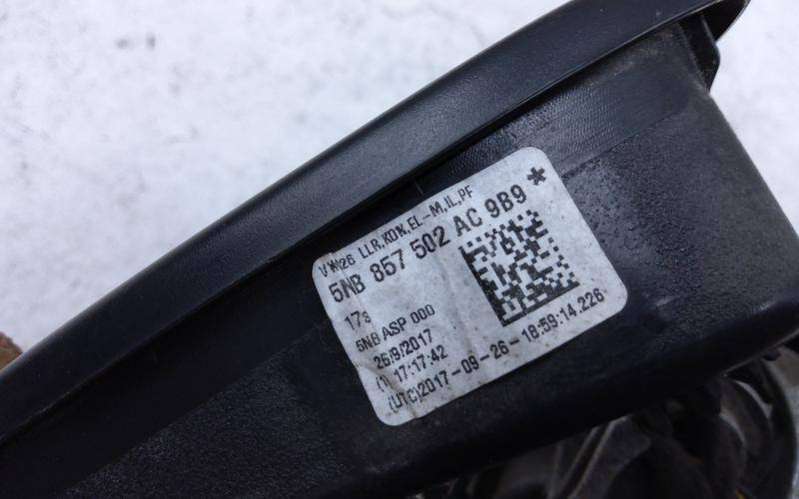 VW26 LLR,KDK,EL-M,IL,PF
5NB 857 502 AC 9B9 *
17s
5NB ASP 000
26/9/2017
17:17:42
(UTC)2017-09-26-18:59:14.226